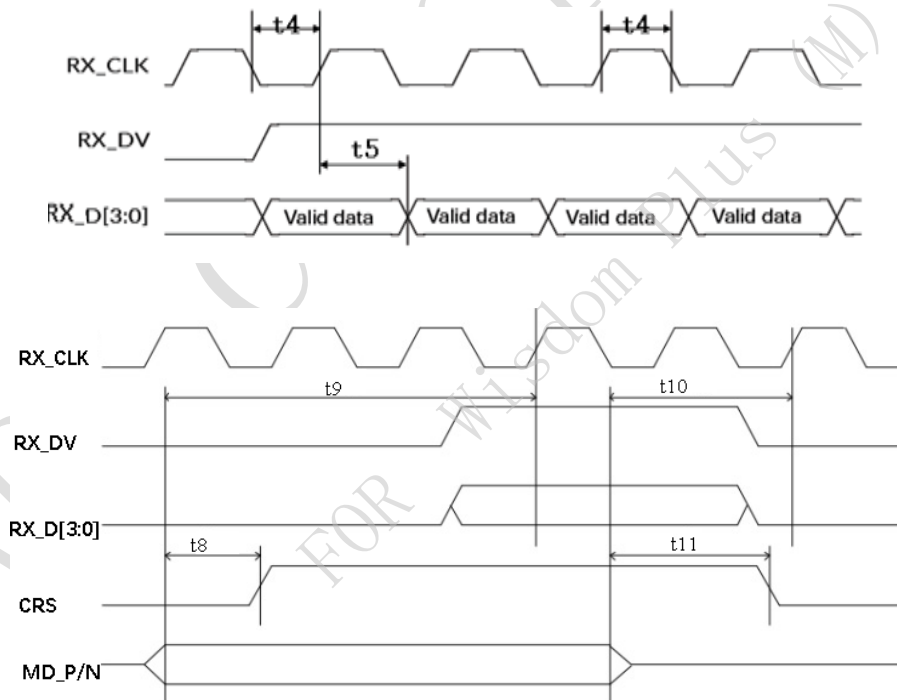 t4
t4
RX_CLK
RX_DV
t5
RX_D[3:0]
Valid data
Valid data
Valid data
Valid data
RX_CLK
t9
t10
RX_DV
RX_D[3:0]
t8
t11
CRS
MD_P/N
FOR Wisdom Plus (M)